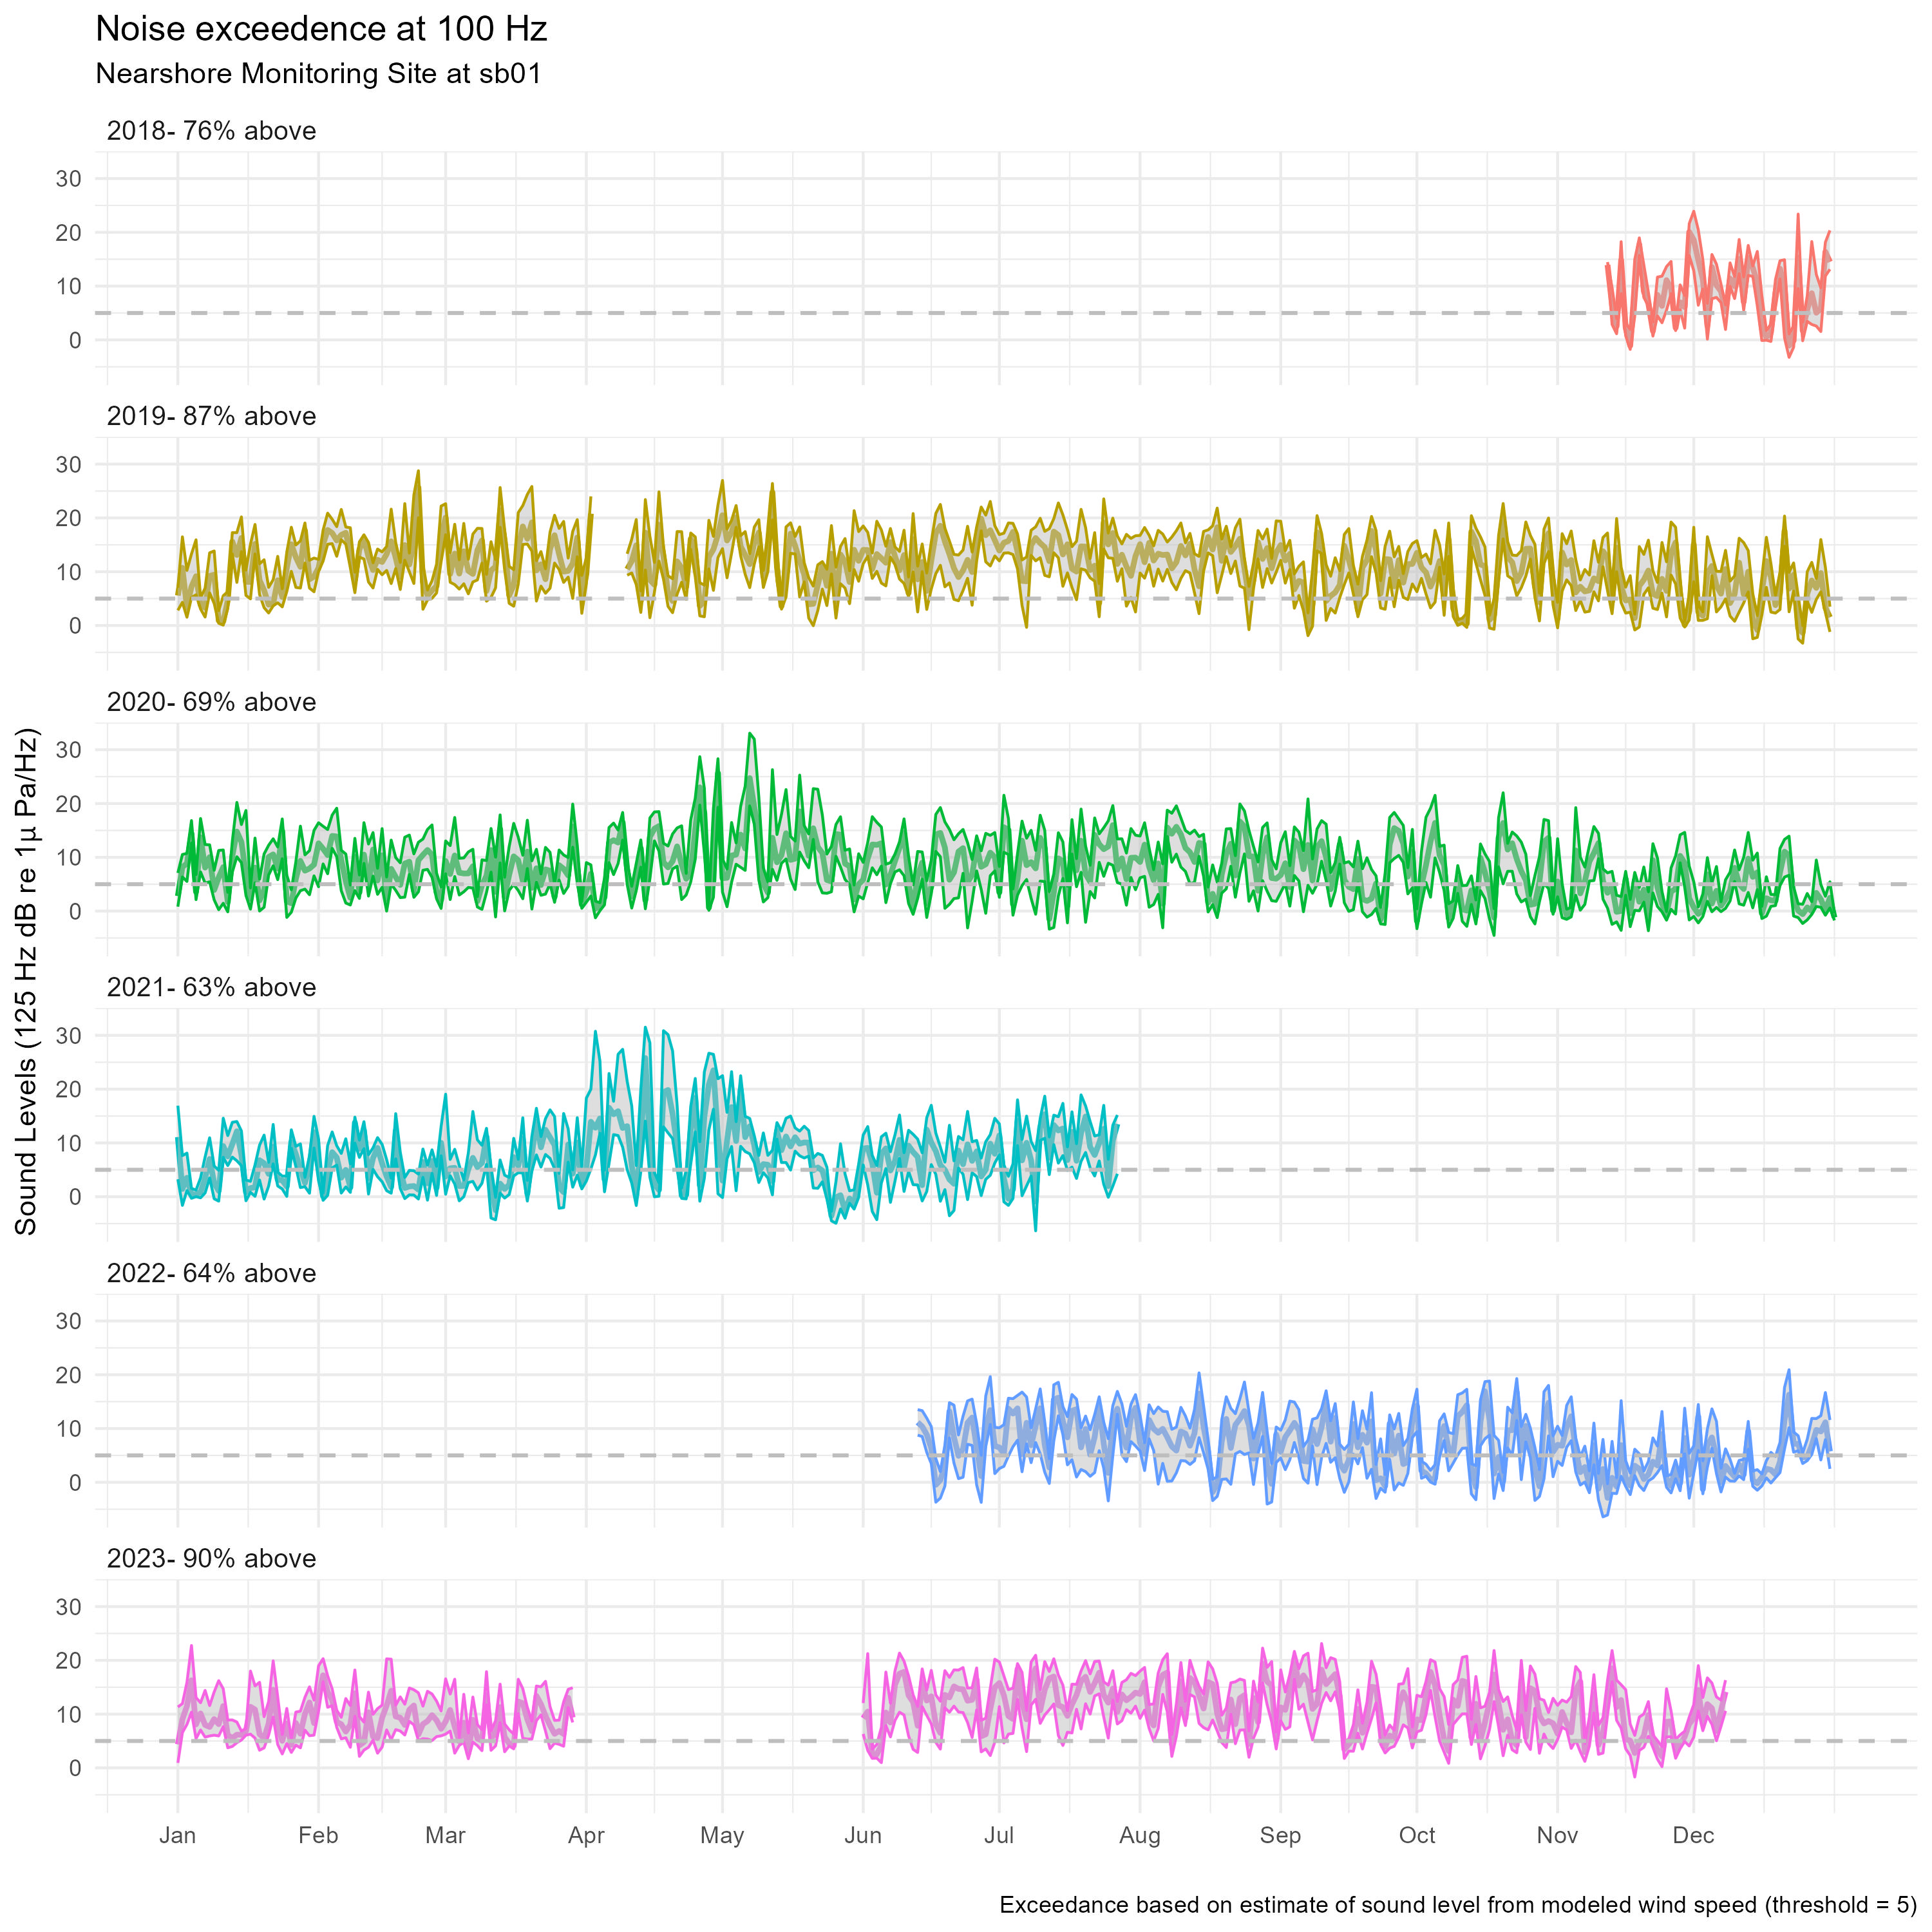 Noise exceedence at 100 Hz
Nearshore Monitoring Site at sb01
Sound Levels (125 Hz dB re 1µ Pa/Hz)
2018- 76% above
30
20
10
0
2019- 87% above
30
20
10
0
2020- 69% above
30
20
10
0
2021- 63% above
30
20
10
0
2022- 64% above
30
20
10
0
2023- 90% above
30
20
10
0
Jan Feb Mar Apr May Jun Jul Aug Sep Oct Nov Dec
Exceedance based on estimate of sound level from modeled wind speed (threshold = 5)